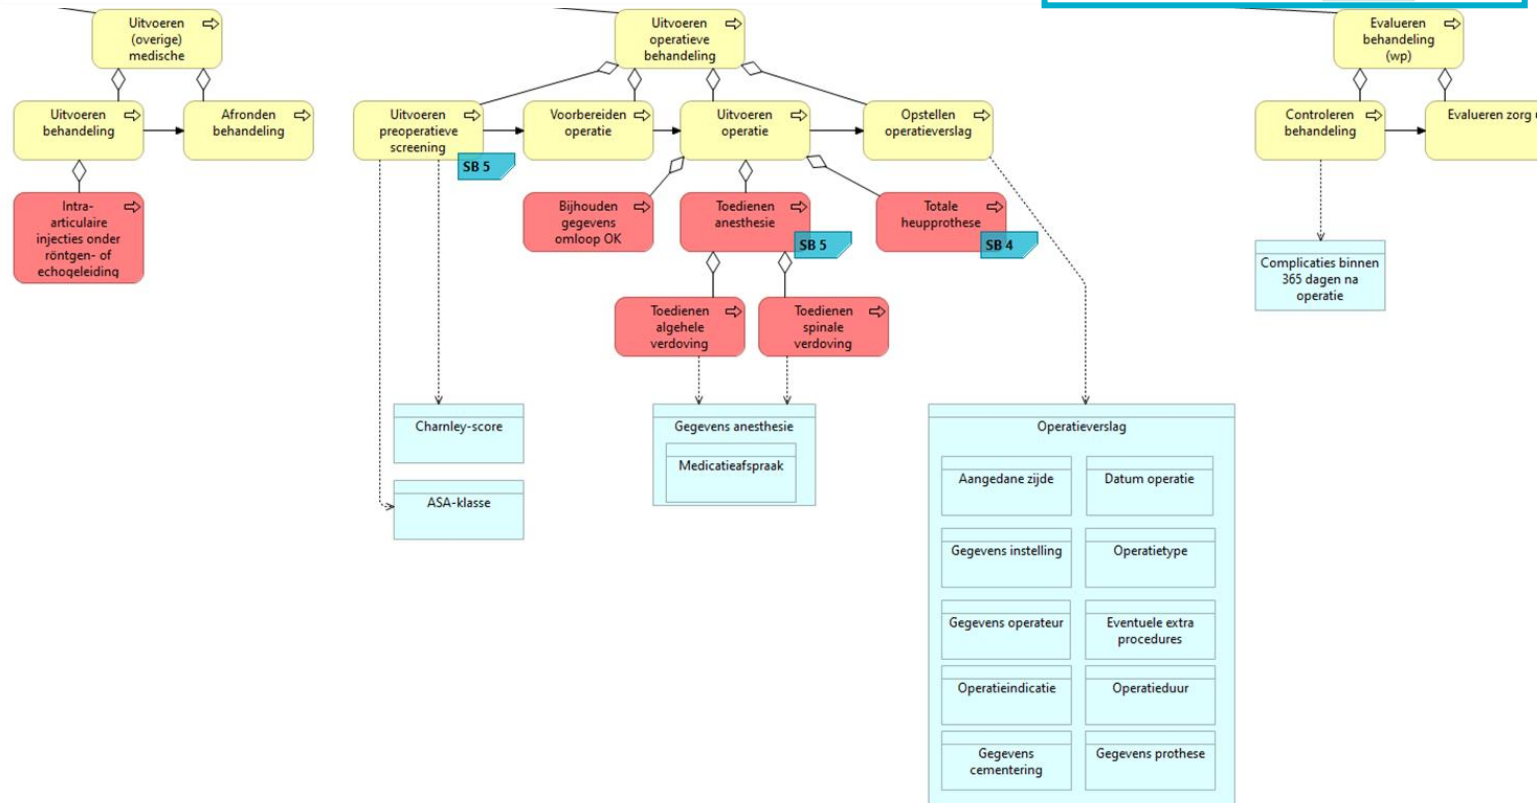 Uitvoeren
(overige)
medische
Uitvoeren
operatieve
behandeling
Evalueren
behandeling
(wp)
Uitvoeren
behandeling
Afronden
behandeling
Uitvoeren
preoperatieve
screening
SB 5
Voorbereiden
operatie
Uitvoeren
operatie
Opstellen
operatieverslag
Controleren
behandeling
Evalueren zorg
Intra-
articulaire
injecties onder
röntgen- of
echogeleiding
Bijhouden
gegevens
omloop OK
Toedienen
anesthesie
SB 5
Totale
heupprothese
SB 4
Complicaties binnen
365 dagen na
operatie
Toedienen
algehele
verdoving
Toedienen
spinale
verdoving
Charnley-score
ASA-klasse
Gegevens anesthesie
Medicatieafspraak
Operatieverslag
Aangedane zijde
Datum operatie
Gegevens instelling
Operatietype
Gegevens operateur
Eventuele extra
procedures
Operatieindicatie
Operatieduur
Gegevens
cementering
Gegevens prothese